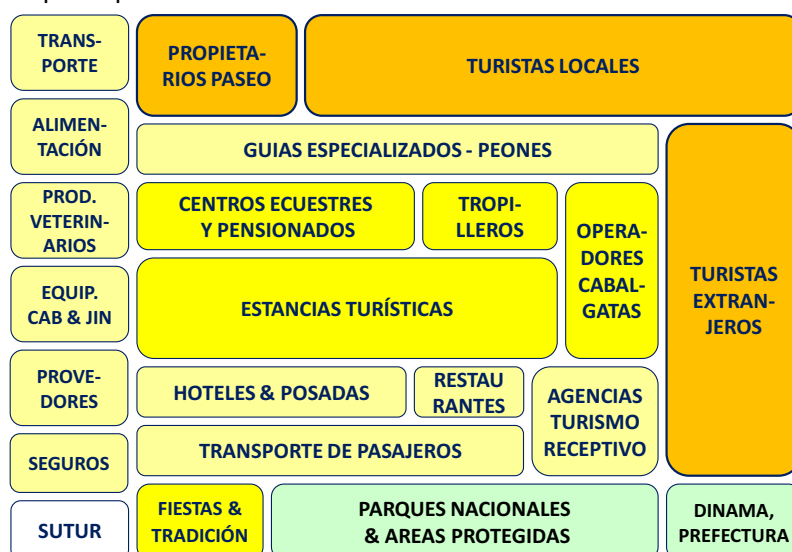 TRANS-
PORTE
PROPIETA-
RIOS PASEO
TURISTAS LOCALES
ALIMEN-
TACIÓN
GUIAS ESPECIALIZADOS - PEONES
PROD.
VETERIN-
ARIOS
CENTROS ECUESTRES
Y PENSIONADOS
TROPI-
LLEROS
OPERA-
DORES
CABAL-
GATAS
TURISTAS
EXTRAN-
JEROS
EQUIP.
CAB & JIN
ESTANCIAS TURÍSTICAS
PROVE-
DORES
HOTELES & POSADAS
RESTAU
RANTES
AGENCIAS
TURISMO
RECEPTIVO
SEGUROS
TRANSPORTE DE PASAJEROS
SUTUR
FIESTAS &
TRADICIÓN
PARQUES NACIONALES
& AREAS PROTEGIDAS
DINAMA,
PREFECTURA